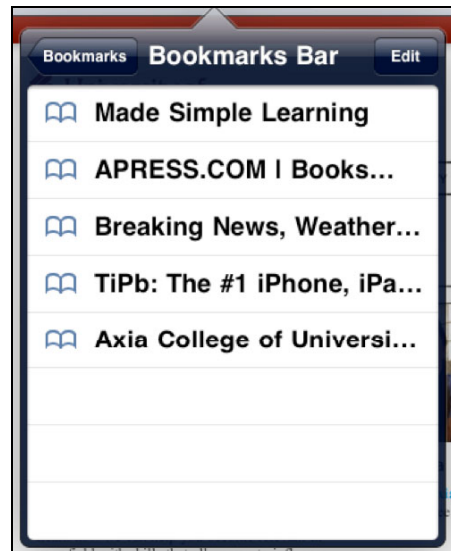 Bookmarks Bookmarks Bar Edit
Made Simple Learning
APRESS.COM | Books...
Breaking News, Weather...
TiPb: The #1 iPhone, iPa...
Axia College of Universi...